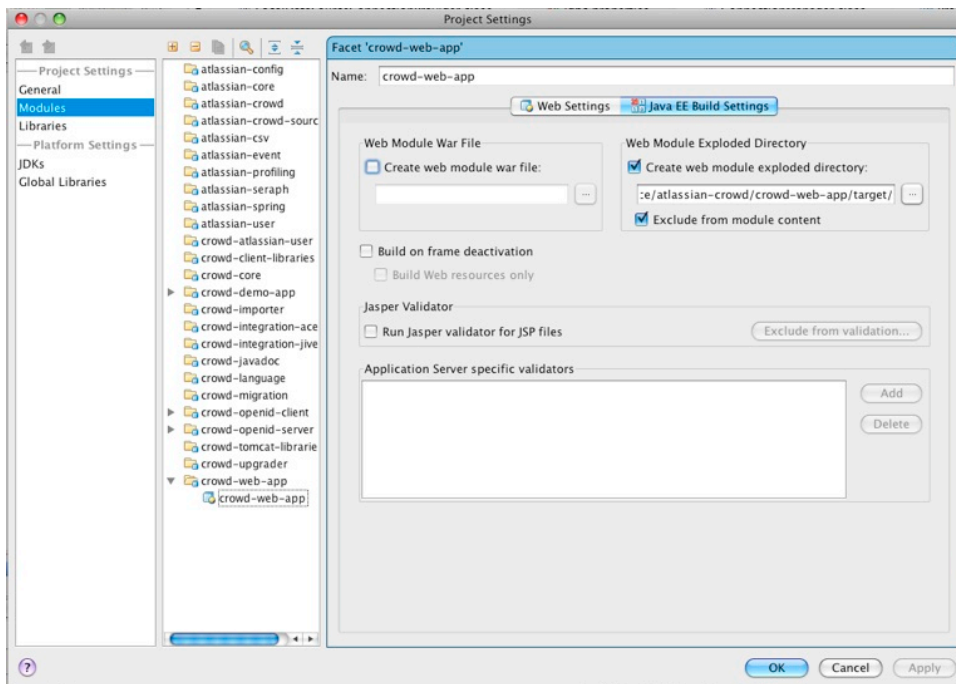 Project Settings
Project Settings
General
Modules
Libraries
Platform Settings
JDKs
Global Libraries
atlassian-config
atlassian-core
atlassian-crowd
atlassian-crowd-sourc
atlassian-csv
atlassian-event
atlassian-profiling
atlassian-seraph
atlassian-spring
atlassian-user
crowd-atlassian-user
crowd-client-libraries
crowd-core
crowd-demo-app
crowd-importer
crowd-integration-ace
crowd-integration-jive
crowd-javadoc
crowd-language
crowd-migration
crowd-openid-client
crowd-openid-server
crowd-tomcat-librarie
crowd-upgrader
crowd-web-app
crowd-web-app
Facet 'crowd-web-app'
Name: crowd-web-app
Web Settings Java EE Build Settings
Web Module War File
Create web module war file:
...
Web Module Exploded Directory
Create web module exploded directory:
:e/atlassian-crowd/crowd-web-app/target/ ...
Exclude from module content
Build on frame deactivation
Build Web resources only
Jasper Validator
Run Jasper validator for JSP files Exclude from validation...
Application Server specific validators
Add
Delete
? OK Cancel Apply